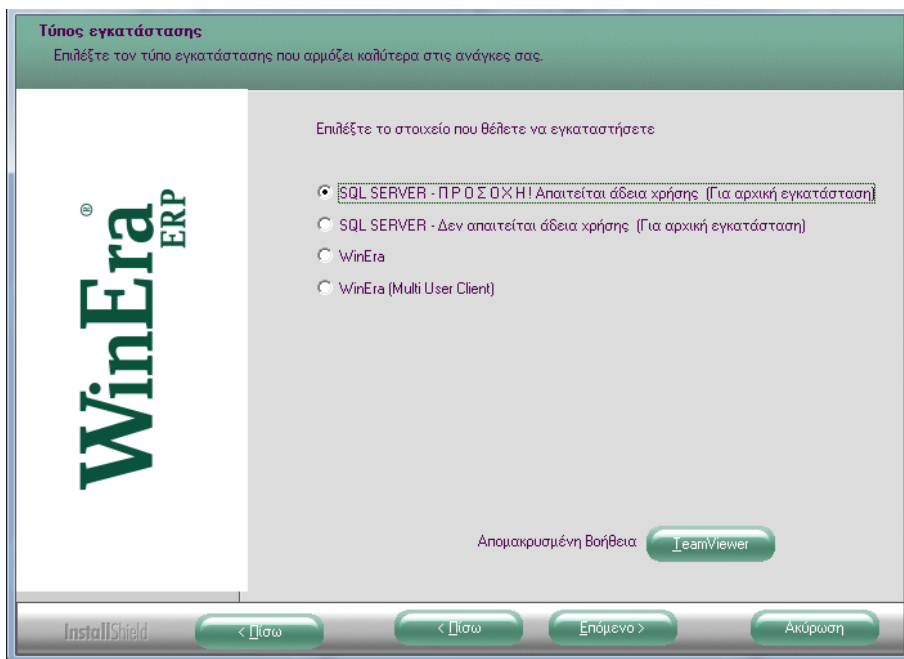 Τύπος εγκατάστασης
Επιλέξτε τον τύπο εγκατάστασης που αρμόζει καλύτερα στις ανάγκες σας.
Επιλέξτε το στοιχείο που θέλετε να εγκαταστήσετε
SQL SERVER - Π Ρ Ο Σ Ο Χ Η ! Απαιτείται άδεια χρήσης (Για αρχική εγκατάσταση)
SQL SERVER - Δεν απαιτείται άδεια χρήσης (Για αρχική εγκατάσταση)
WinEra
WinEra (Multi User Client)
WinEra®
ERP
Απομακρυσμένη Βοήθεια TeamViewer
InstallShield < Πίσω < Πίσω Επόμενο > Ακύρωση